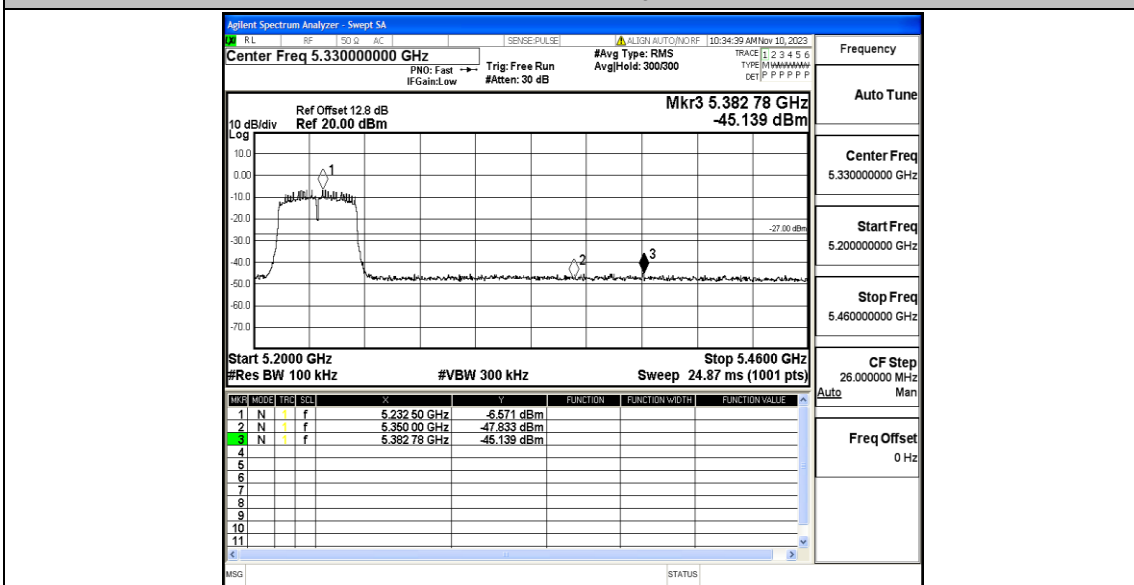 Agilent Spectrum Analyzer - Swept SA
RL RF 50 Ω AC SENSE:PULSE ALIGN AUTO/NO RF 10:34:39 AM Nov 10, 2023
Center Freq 5.330000000 GHz
PNO: Fast
IFGain:Low
Trig: Free Run
#Atten: 30 dB
#Avg Type: RMS
Avg|Hold: 300/300
TRACE 1 2 3 4 5 6
TYPE M
DET P P P P P P
Ref Offset 12.8 dB
10 dB/div Ref 20.00 dBm
Log
Mkr3 5.382 78 GHz
-45.139 dBm
10.0
0.00
-10.0
-20.0
-30.0
-40.0
-50.0
-60.0
-70.0
1
2
3
-27.00 dBm
Start 5.2000 GHz Stop 5.4600 GHz
#Res BW 100 kHz #VBW 300 kHz Sweep 24.87 ms (1001 pts)
MKR MODE TRC SCL X Y FUNCTION FUNCTION WIDTH FUNCTION VALUE
1 N 1 f 5.232 50 GHz -6.571 dBm
2 N 1 f 5.350 00 GHz -47.833 dBm
3 N 1 f 5.382 78 GHz -45.139 dBm
4
5
6
7
8
9
10
11
MSG STATUS
Frequency
Auto Tune
Center Freq
5.330000000 GHz
Start Freq
5.200000000 GHz
Stop Freq
5.460000000 GHz
CF Step
26.000000 MHz
Auto Man
Freq Offset
0 Hz